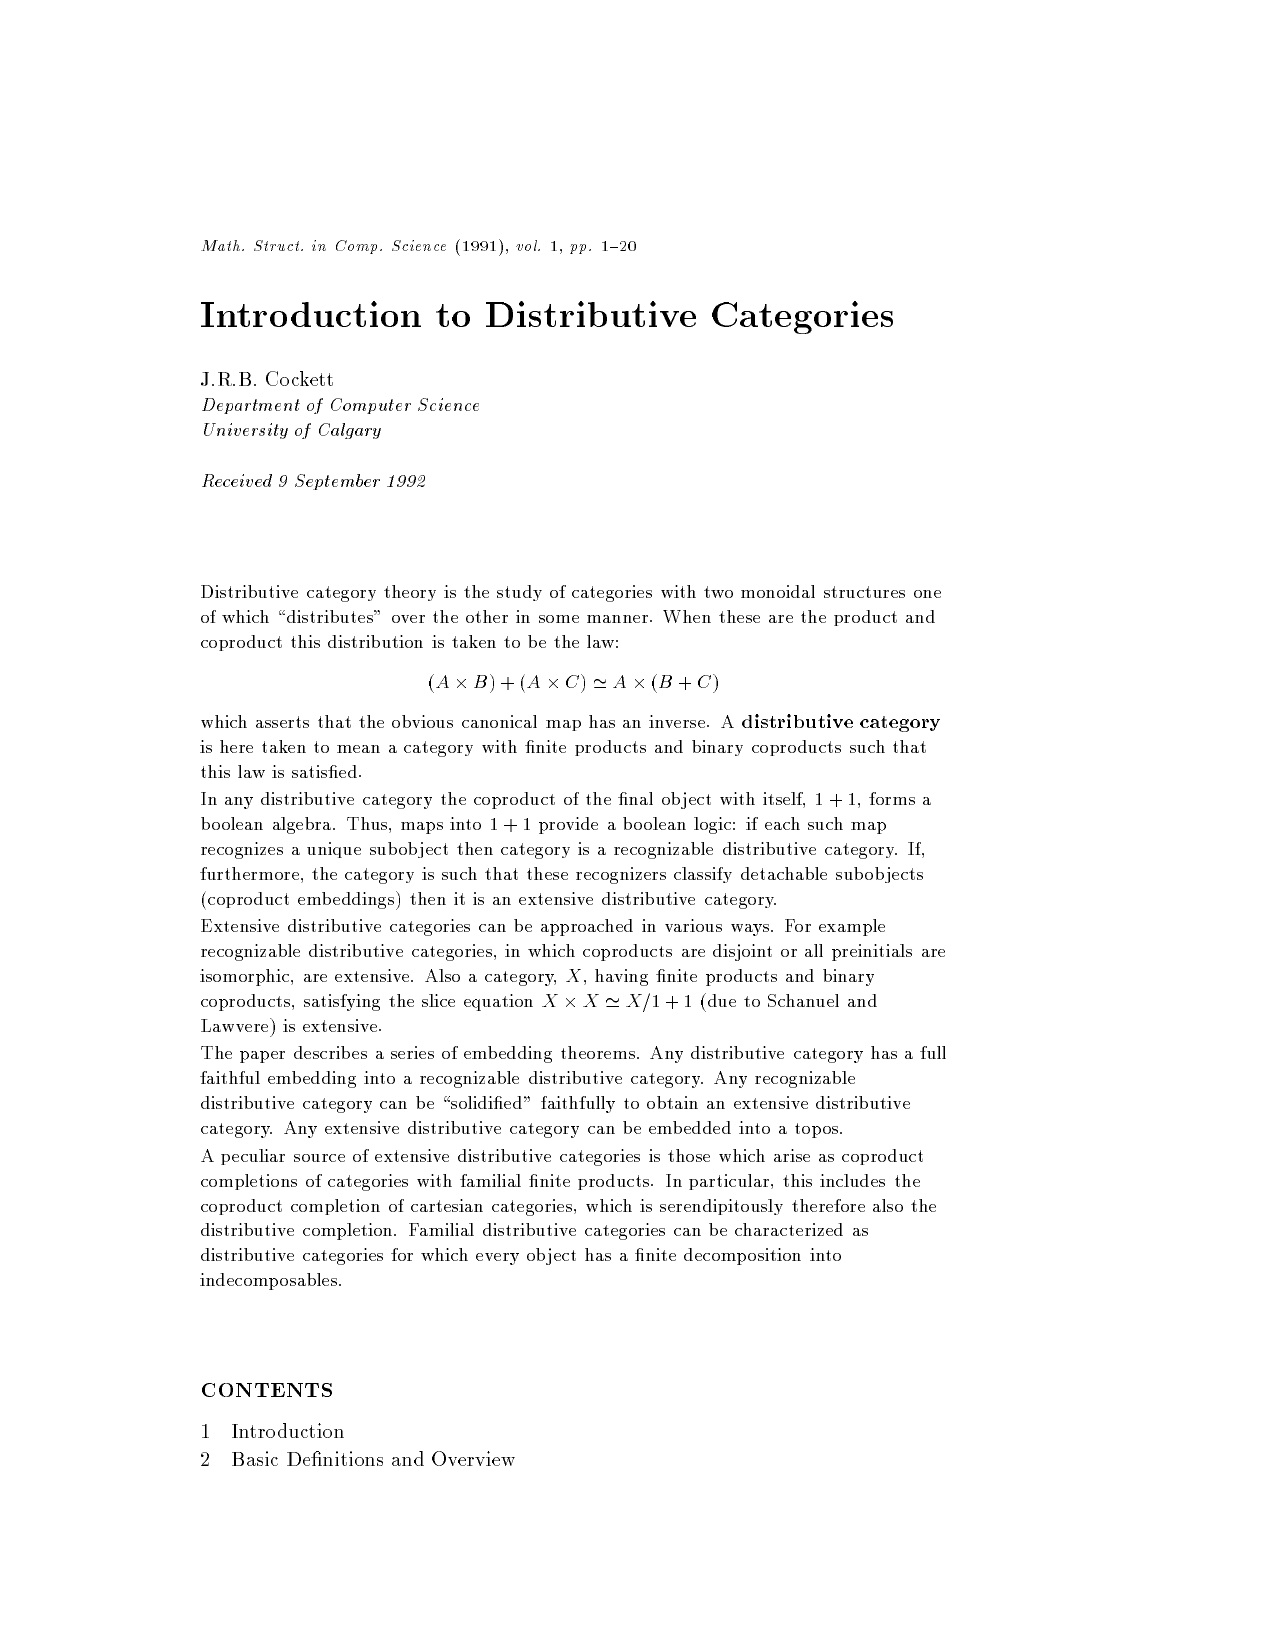 Math. Struct. in Comp. Science (1991), vol. 1, pp. 1–20
Introduction to Distributive Categories
J.R.B. Cockett
Department of Computer Science
University of Calgary
Received 9 September 1992
Distributive category theory is the study of categories with two monoidal structures one
of which “distributes” over the other in some manner. When these are the product and
coproduct this distribution is taken to be the law:
(A × B) + (A × C) ≃ A × (B + C)
which asserts that the obvious canonical map has an inverse. A distributive category
is here taken to mean a category with finite products and binary coproducts such that
this law is satisfied.
In any distributive category the coproduct of the final object with itself, 1 + 1, forms a
boolean algebra. Thus, maps into 1 + 1 provide a boolean logic: if each such map
recognizes a unique subobject then category is a recognizable distributive category. If,
furthermore, the category is such that these recognizers classify detachable subobjects
(coproduct embeddings) then it is an extensive distributive category.
Extensive distributive categories can be approached in various ways. For example
recognizable distributive categories, in which coproducts are disjoint or all preinitials are
isomorphic, are extensive. Also a category, X, having finite products and binary
coproducts, satisfying the slice equation X × X ≃ X/1 + 1 (due to Schanuel and
Lawvere) is extensive.
The paper describes a series of embedding theorems. Any distributive category has a full
faithful embedding into a recognizable distributive category. Any recognizable
distributive category can be “solidified” faithfully to obtain an extensive distributive
category. Any extensive distributive category can be embedded into a topos.
A peculiar source of extensive distributive categories is those which arise as coproduct
completions of categories with familial finite products. In particular, this includes the
coproduct completion of cartesian categories, which is serendipitously therefore also the
distributive completion. Familial distributive categories can be characterized as
distributive categories for which every object has a finite decomposition into
indecomposables.
CONTENTS
1 Introduction
2 Basic Definitions and Overview